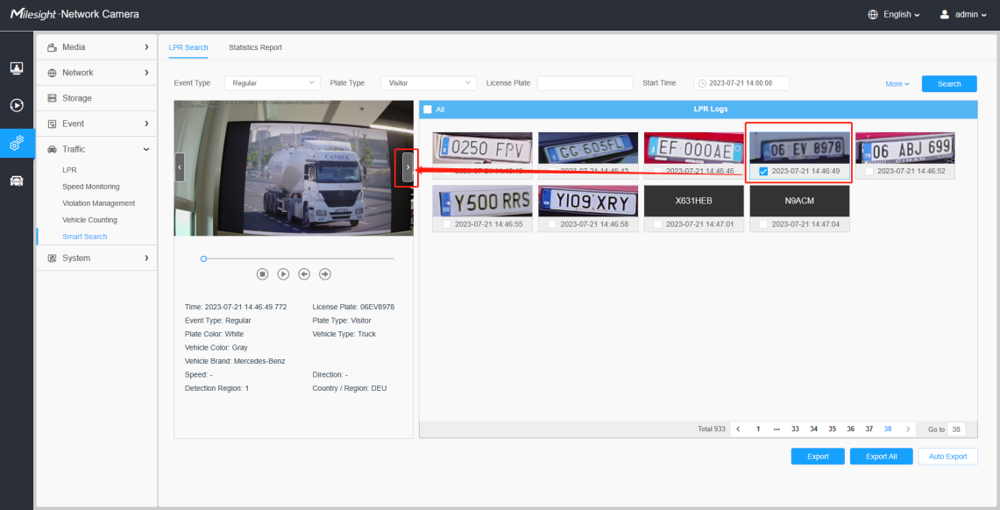 Milesight Network Camera
English
admin
Media
Network
Storage
Event
Traffic
LPR
Speed Monitoring
Violation Management
Vehicle Counting
Smart Search
System
LPR Search
Statistics Report
Event Type
Regular
Plate Type
Visitor
License Plate
Start Time
2023-07-21 14:00:00
More
Search
CANBEK
Time: 2023-07-21 14:46:49.772
License Plate: 06EV8978
Event Type: Regular
Plate Type: Visitor
Plate Color: White
Vehicle Type: Truck
Vehicle Color: Gray
Vehicle Brand: Mercedes-Benz
Speed: -
Direction: -
Detection Region: 1
Country / Region: DEU
All
LPR Logs
0250 FPV
GG 605FL
EF 000AE
06 EV 8978
06 ABJ 699
2023-07-21 14:46:43
2023-07-21 14:46:46
2023-07-21 14:46:49
2023-07-21 14:46:52
Y500 RRS
Y109 XRY
X631HEB
N9ACM
2023-07-21 14:46:55
2023-07-21 14:46:58
2023-07-21 14:47:01
2023-07-21 14:47:04
Total 933
1 ... 33 34 35 36 37 38
Go to 38
Export
Export All
Auto Export